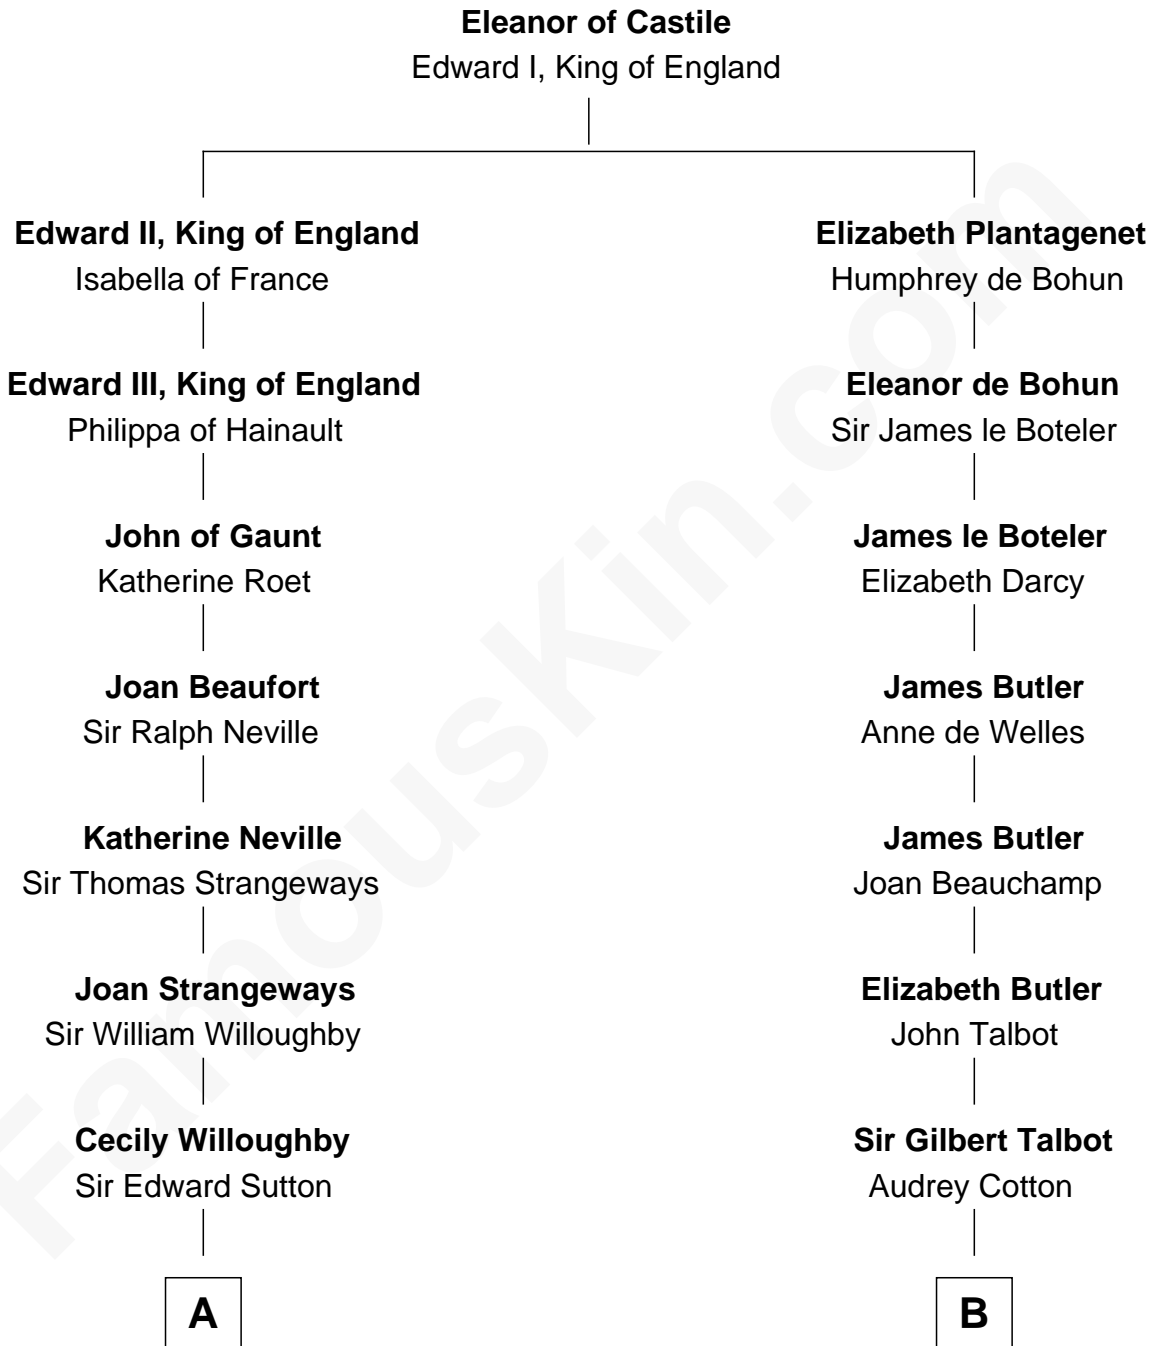 Eleanor of Castile
Edward I, King of England
Edward II, King of England
Isabella of France
Elizabeth Plantagenet
Humphrey de Bohun
Edward III, King of England
Philippa of Hainault
Eleanor de Bohun
Sir James le Boteler
John of Gaunt
Katherine Roet
James le Boteler
Elizabeth Darcy
Joan Beaufort
Sir Ralph Neville
James Butler
Anne de Welles
Katherine Neville
Sir Thomas Strangeways
James Butler
Joan Beauchamp
Joan Strangeways
Sir William Willoughby
Elizabeth Butler
John Talbot
Cecily Willoughby
Sir Edward Sutton
Sir Gilbert Talbot
Audrey Cotton
A
B
FamousKin.com